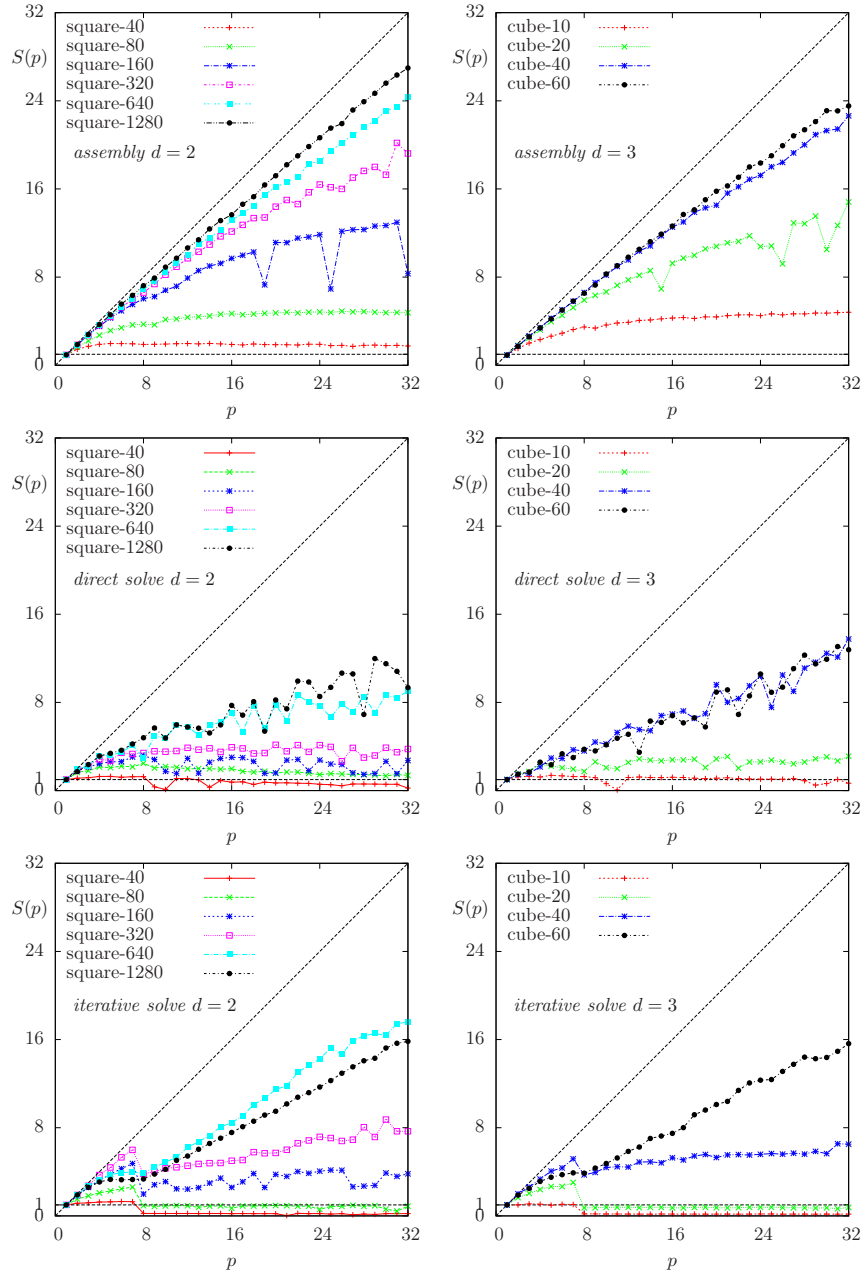 32
square-40
S(p)
square-80
square-160
24
square-320
square-640
square-1280
assembly d = 2
16
8
1
0
0
8
16
24
32
p
32
cube-10
S(p)
cube-20
cube-40
24
cube-60
assembly d = 3
16
8
1
0
0
8
16
24
32
p
32
square-40
S(p)
square-80
square-160
24
square-320
square-640
square-1280
direct solve d = 2
16
8
1
0
0
8
16
24
32
p
32
cube-10
S(p)
cube-20
cube-40
24
cube-60
direct solve d = 3
16
8
1
0
0
8
16
24
32
p
32
square-40
S(p)
square-80
square-160
24
square-320
square-640
square-1280
iterative solve d = 2
16
8
1
0
0
8
16
24
32
p
32
cube-10
S(p)
cube-20
cube-40
24
cube-60
iterative solve d = 3
16
8
1
0
0
8
16
24
32
p